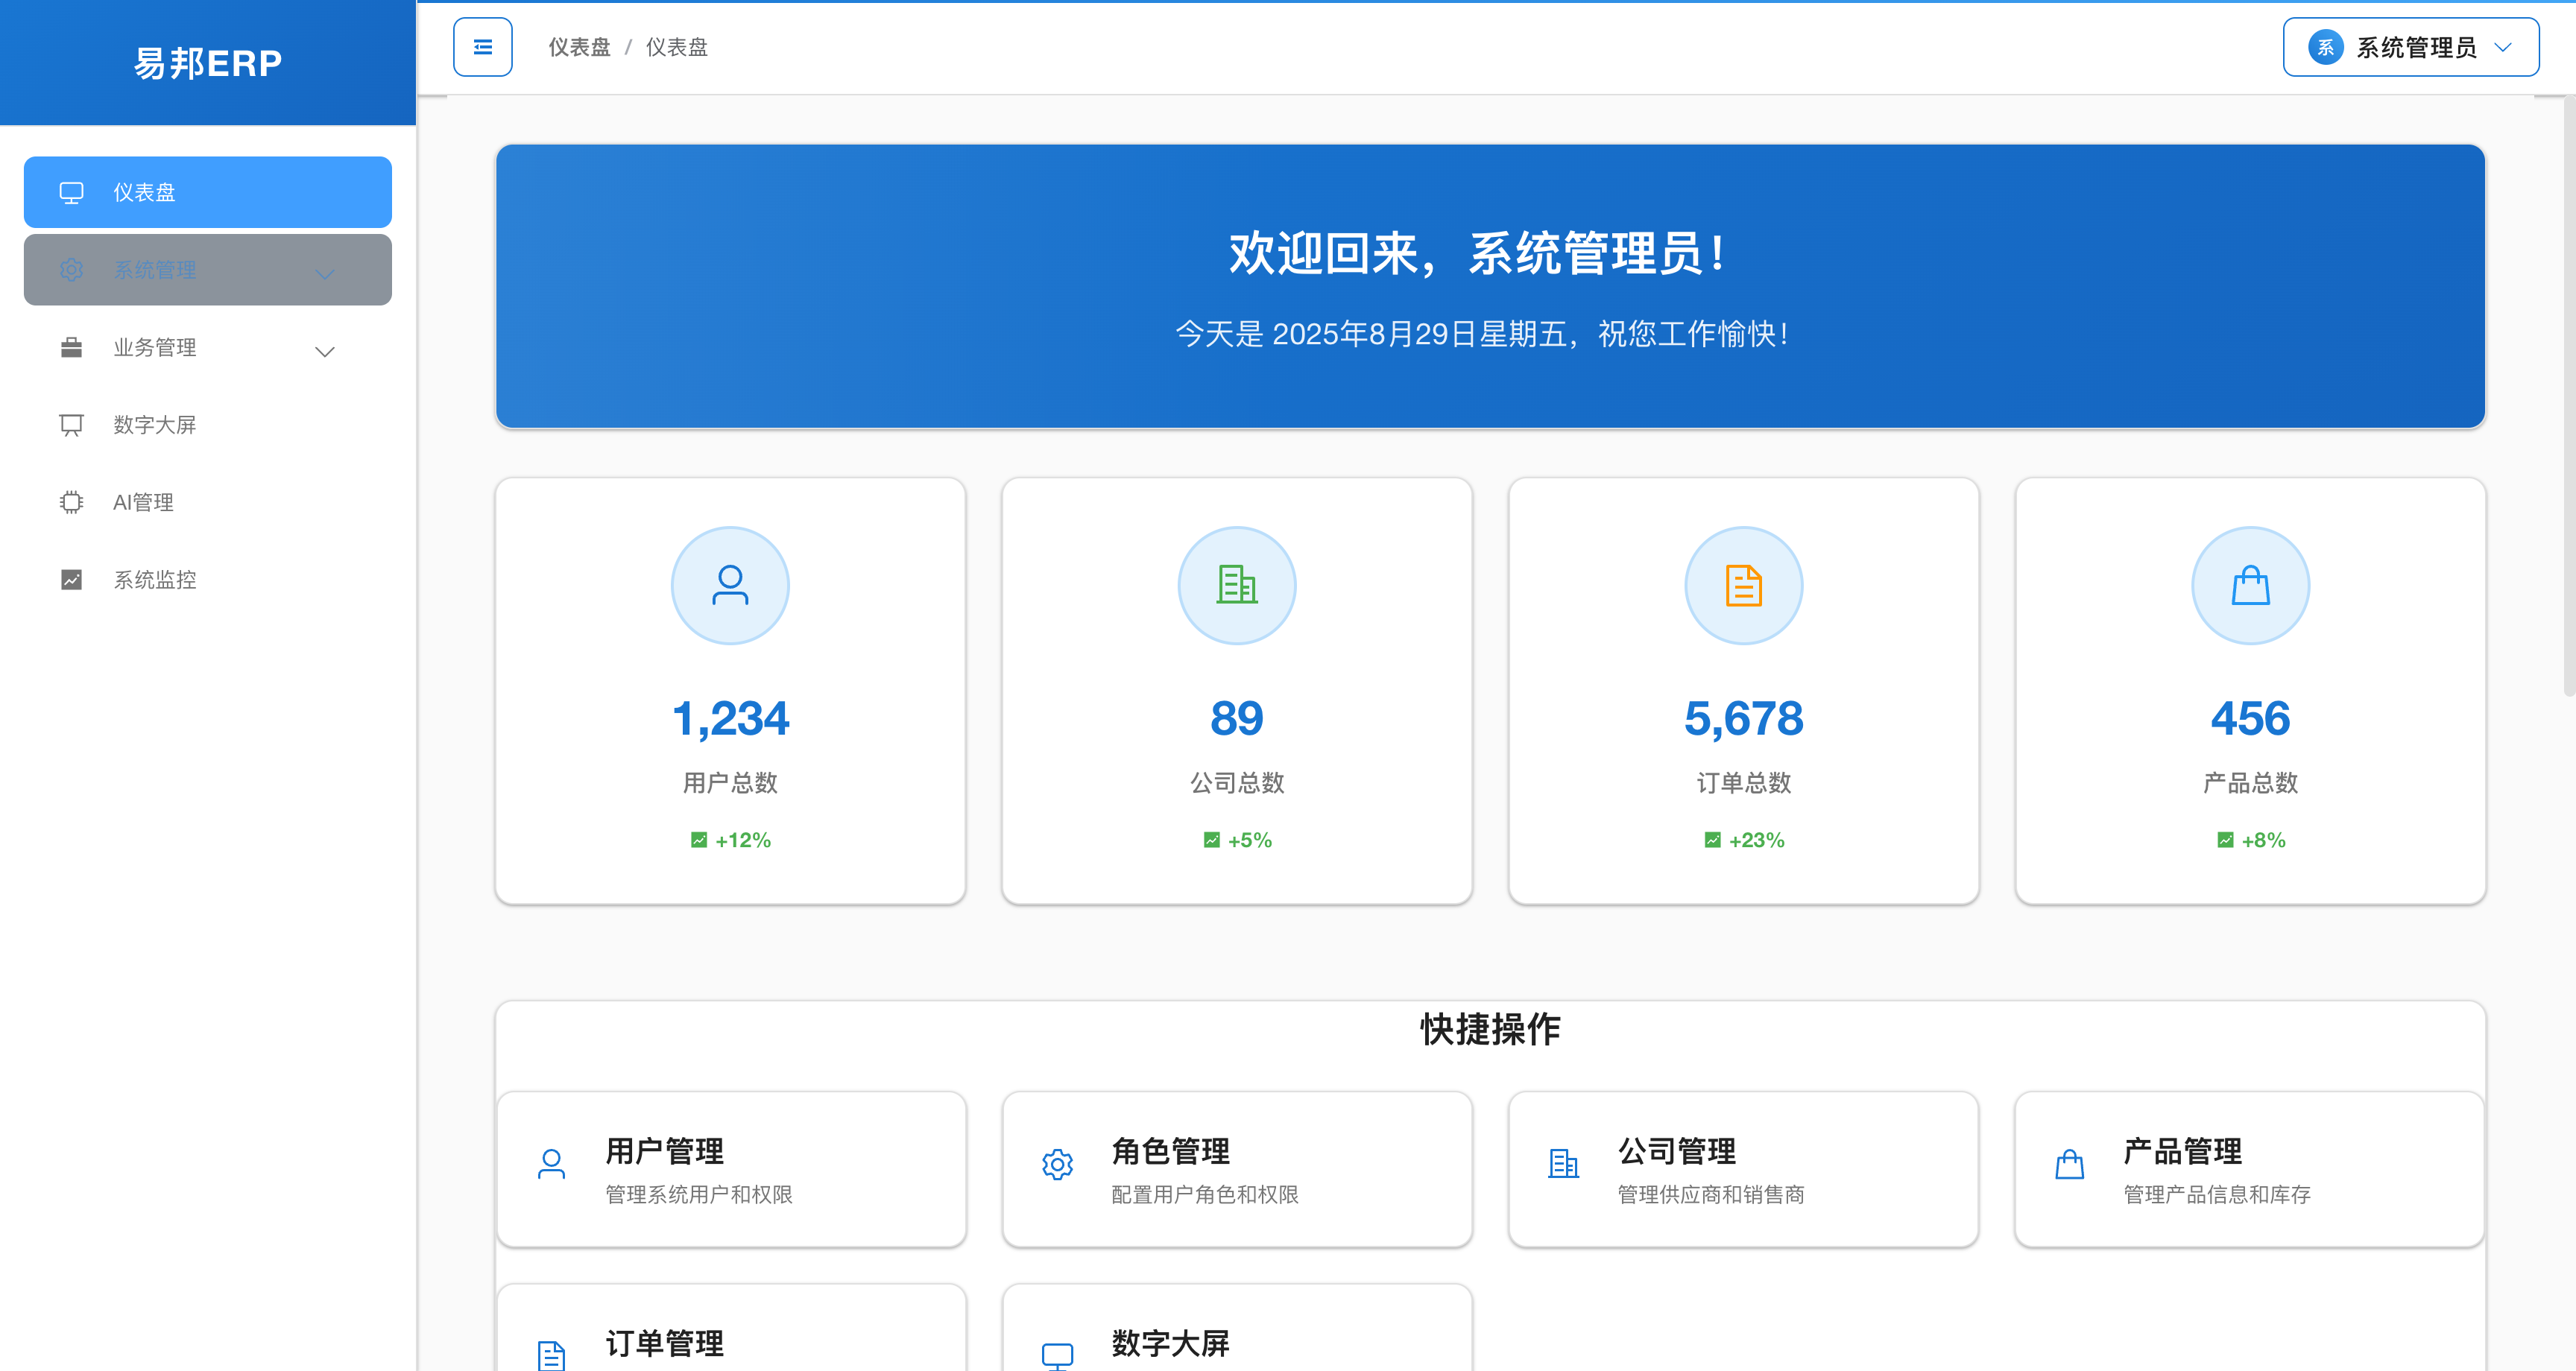 易邦ERP
仪表盘 / 仪表盘
系 系统管理员
仪表盘
系统管理
业务管理
数字大屏
AI管理
系统监控
欢迎回来，系统管理员！
今天是 2025年8月29日星期五，祝您工作愉快！
1,234
用户总数
+12%
89
公司总数
+5%
5,678
订单总数
+23%
456
产品总数
+8%
快捷操作
用户管理
管理系统用户和权限
角色管理
配置用户角色和权限
公司管理
管理供应商和销售商
产品管理
管理产品信息和库存
订单管理
数字大屏